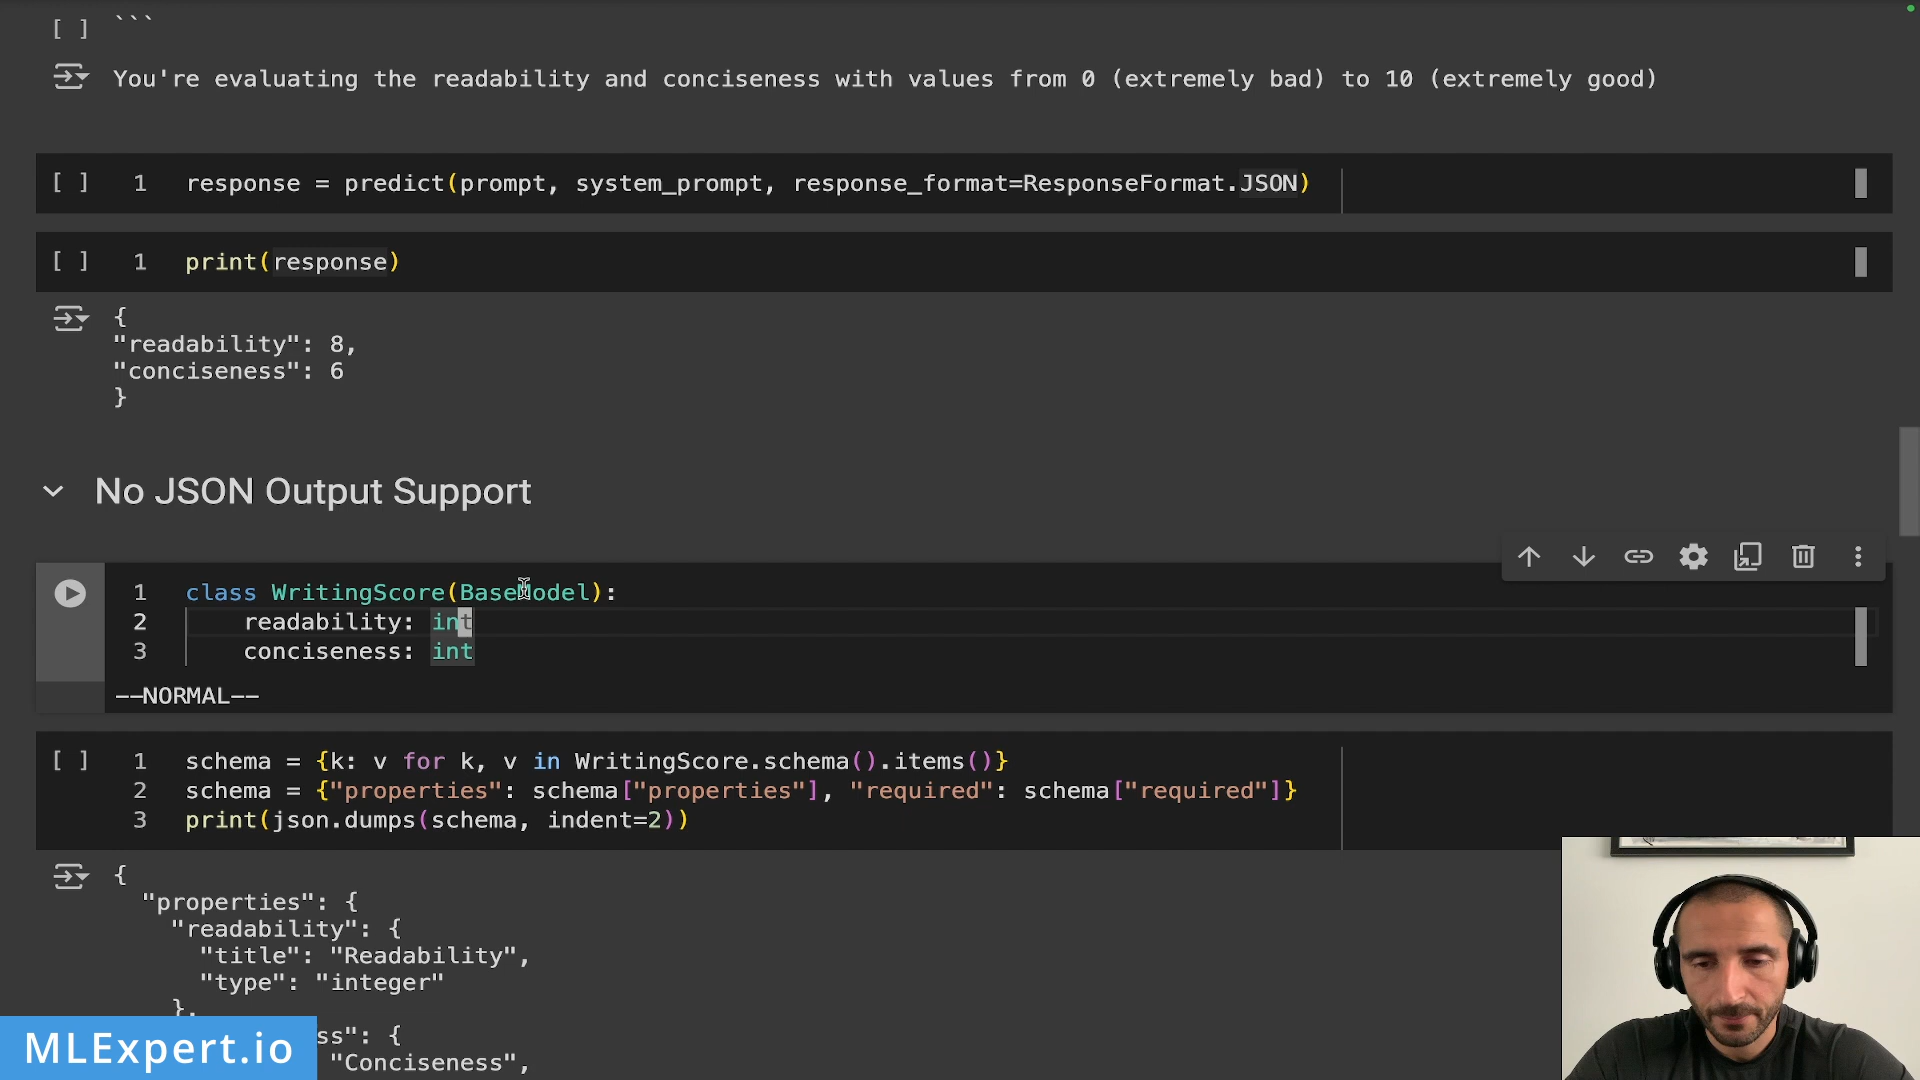 [ ] ```
You're evaluating the readability and conciseness with values from 0 (extremely bad) to 10 (extremely good)
[ ] 1 response = predict(prompt, system_prompt, response_format=ResponseFormat.JSON)
[ ] 1 print(response)
{
"readability": 8,
"conciseness": 6
}
No JSON Output Support
1 class WritingScore(BaseModel):
2 readability: int
3 conciseness: int
--NORMAL--
[ ] 1 schema = {k: v for k, v in WritingScore.schema().items()}
2 schema = {"properties": schema["properties"], "required": schema["required"]}
3 print(json.dumps(schema, indent=2))
{
"properties": {
"readability": {
"title": "Readability",
"type": "integer"
},
ss": {
"Conciseness",
MLExpert.io